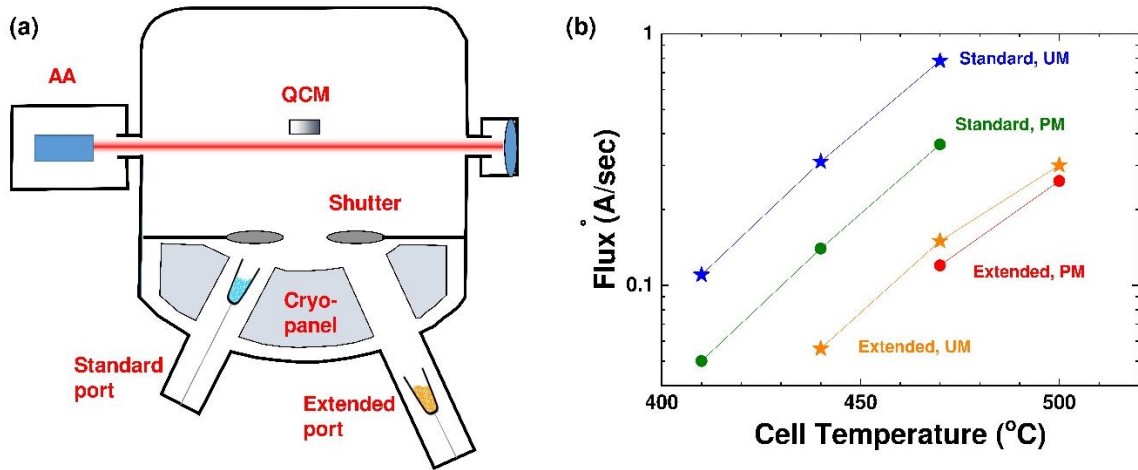 (a)
AA
QCM
Shutter
Cryo-
panel
Standard
port
Extended
port
(b)
1
0.1
Flux (Å/sec)
400
450
500
Cell Temperature (°C)
Standard, UM
Standard, PM
Extended, PM
Extended, UM